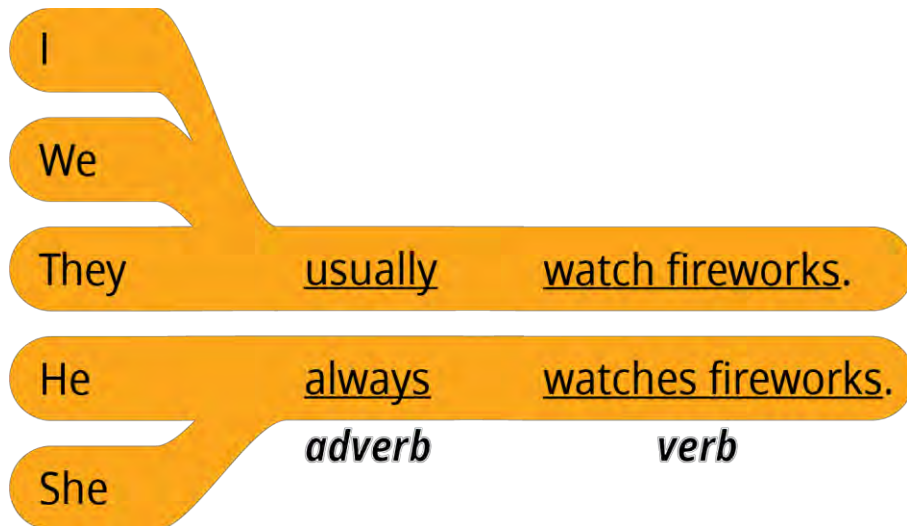 I
We
They usually watch fireworks.
He always watches fireworks.
adverb verb
She